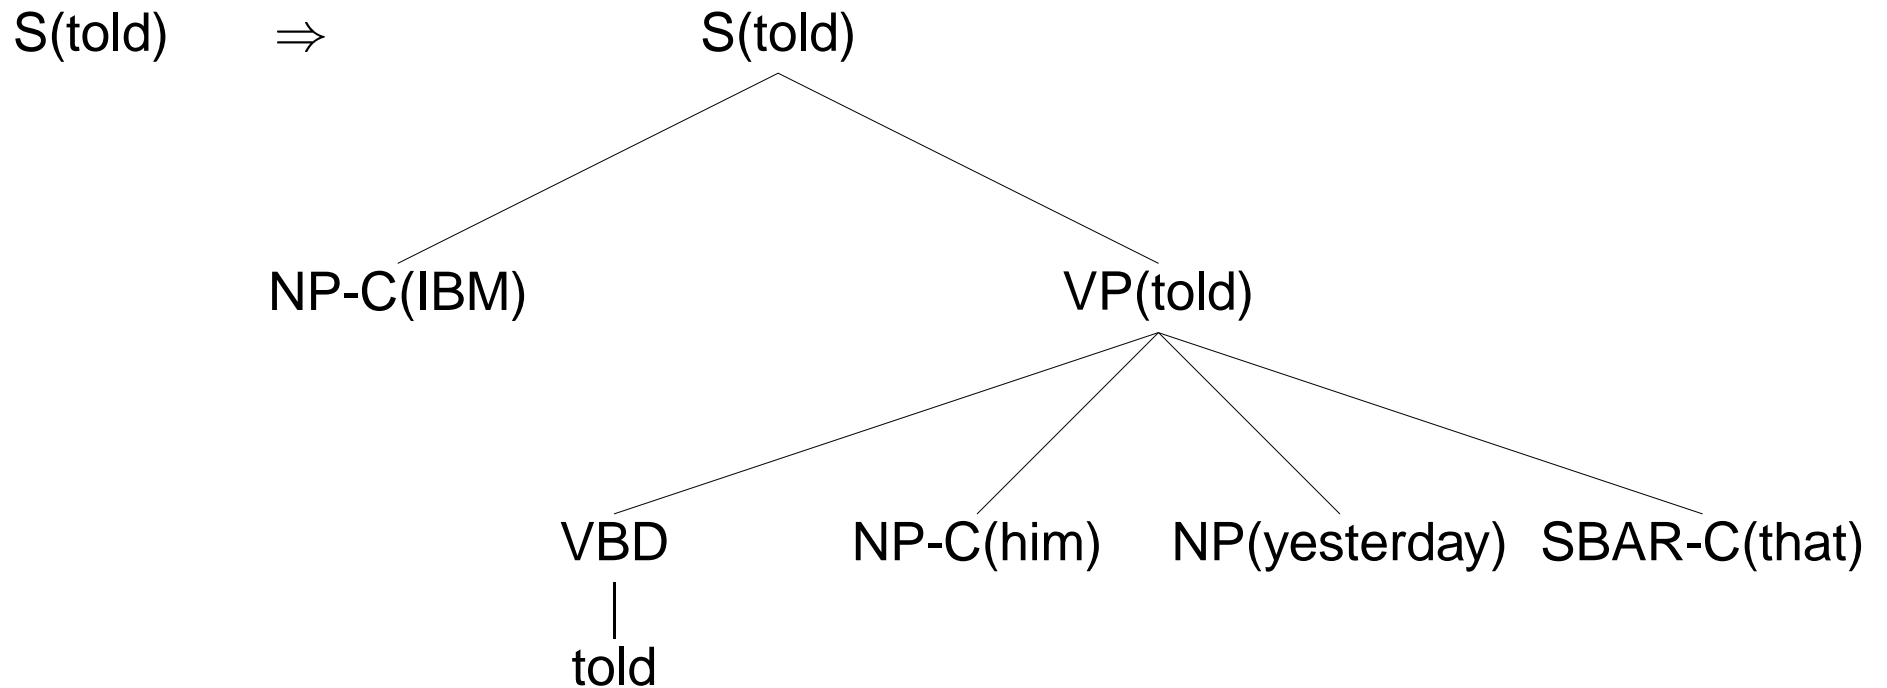 S(told) ⇒ S(told)
NP-C(IBM) VP(told)
VBD NP-C(him) NP(yesterday) SBAR-C(that)
told